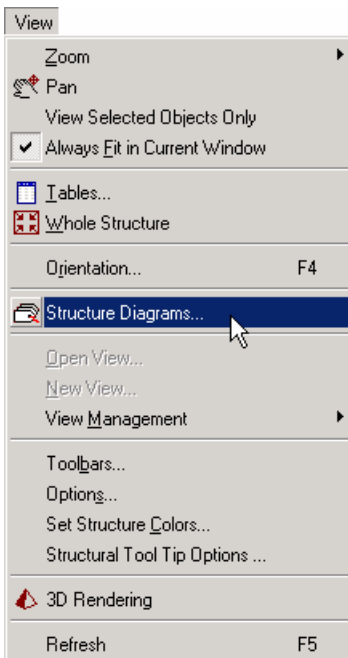 View
Zoom
Pan
View Selected Objects Only
Always Fit in Current Window
Tables...
Whole Structure
Orientation... F4
Structure Diagrams...
Open View...
New View...
View Management
Toolbars...
Options...
Set Structure Colors...
Structural Tool Tip Options ...
3D Rendering
Refresh F5